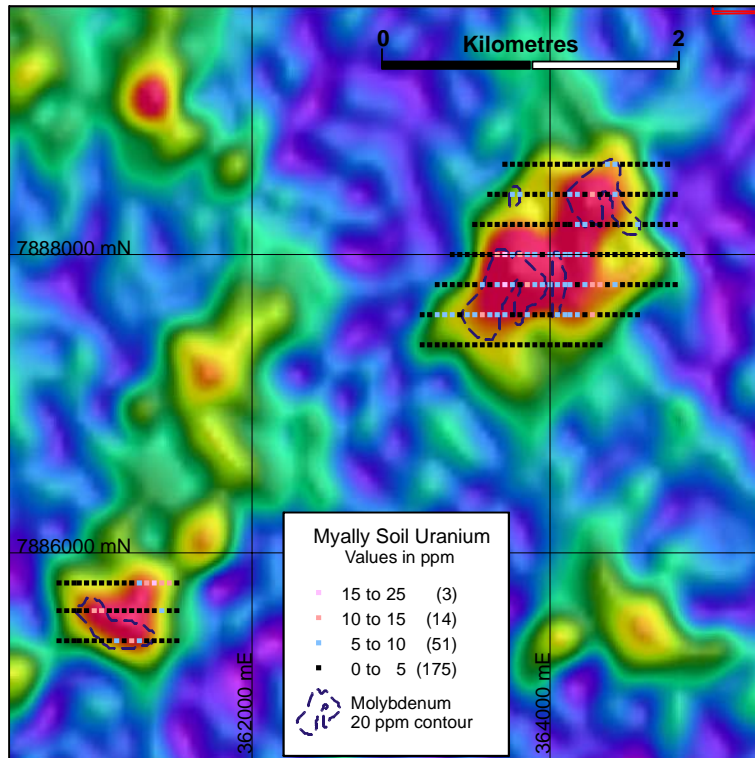 0 2
Kilometres
7888000 mN
7886000 mN
362000 mE
364000 mE
Myally Soil Uranium
Values in ppm
15 to 25 (3)
10 to 15 (14)
5 to 10 (51)
0 to 5 (175)
Molybdenum
20 ppm contour